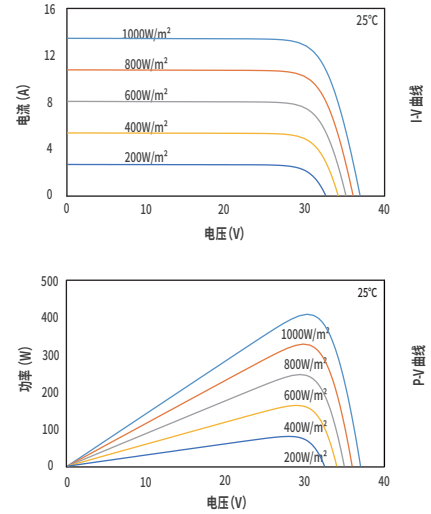 16
25℃
1000W/m²
12
800W/m²
电流 (A)
I-V 曲线
600W/m²
8
400W/m²
4
200W/m²
0
0 10 20 30 40
电压 (V)
500
25℃
400
1000W/m²
300
800W/m²
功率 (W)
P-V 曲线
600W/m²
200
400W/m²
100
200W/m²
0
0 10 20 30 40
电压 (V)